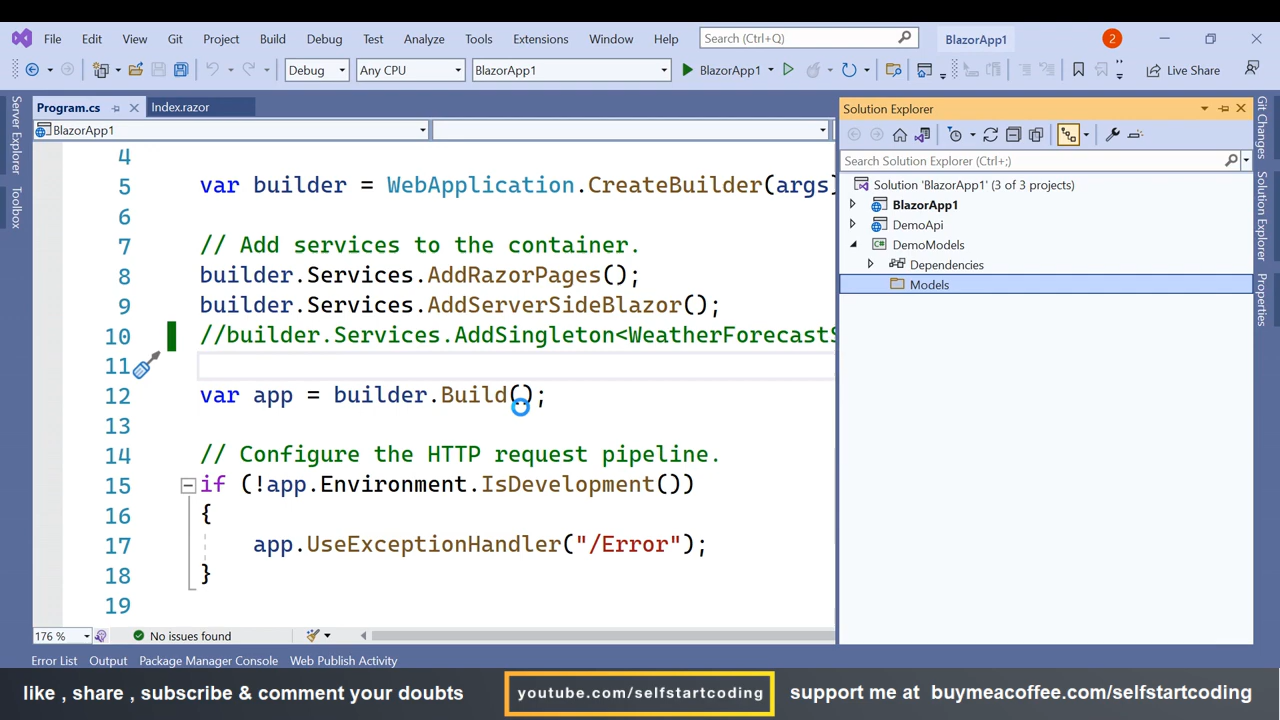 File Edit View Git Project Build Debug Test Analyze Tools Extensions Window Help Search (Ctrl+Q) BlazorApp1 2
Debug Any CPU BlazorApp1 BlazorApp1 Live Share
Server Explorer
Toolbox
Program.cs Index.razor
BlazorApp1
4
5 var builder = WebApplication.CreateBuilder(args)
6
7 // Add services to the container.
8 builder.Services.AddRazorPages();
9 builder.Services.AddServerSideBlazor();
10 //builder.Services.AddSingleton<WeatherForecastS
11
12 var app = builder.Build();
13
14 // Configure the HTTP request pipeline.
15 if (!app.Environment.IsDevelopment())
16 {
17 app.UseExceptionHandler("/Error");
18 }
19
176 % No issues found
Solution Explorer
Search Solution Explorer (Ctrl+;)
Solution 'BlazorApp1' (3 of 3 projects)
BlazorApp1
DemoApi
DemoModels
Dependencies
Models
Git Changes
Solution Explorer
Properties
Error List Output Package Manager Console Web Publish Activity
like , share , subscribe & comment your doubts youtube.com/selfstartcoding support me at buymeacoffee.com/selfstartcoding